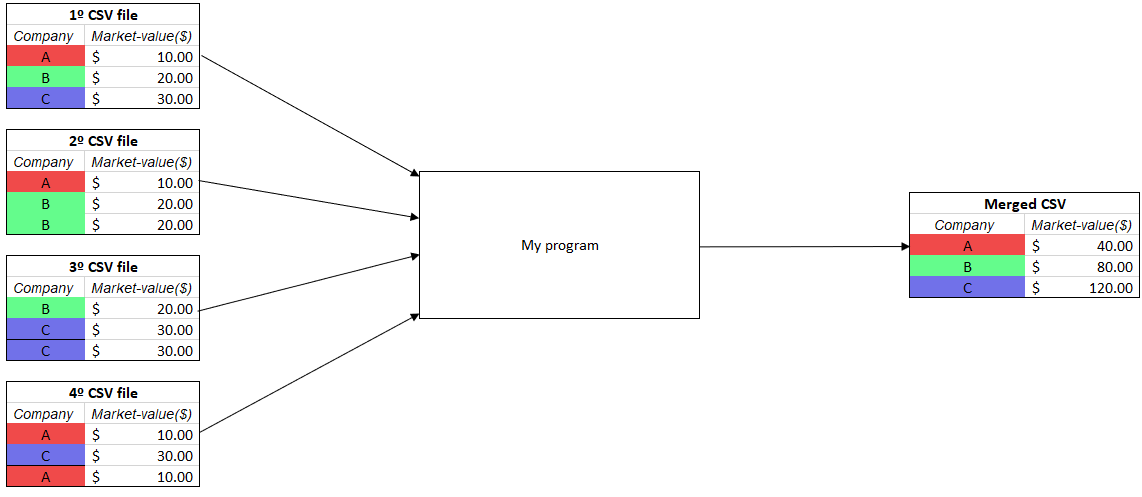 1º CSV file
Company Market-value($)
A $ 10.00
B $ 20.00
C $ 30.00
2º CSV file
Company Market-value($)
A $ 10.00
B $ 20.00
B $ 20.00
3º CSV file
Company Market-value($)
B $ 20.00
C $ 30.00
C $ 30.00
4º CSV file
Company Market-value($)
A $ 10.00
C $ 30.00
A $ 10.00
My program
Merged CSV
Company Market-value($)
A $ 40.00
B $ 80.00
C $ 120.00